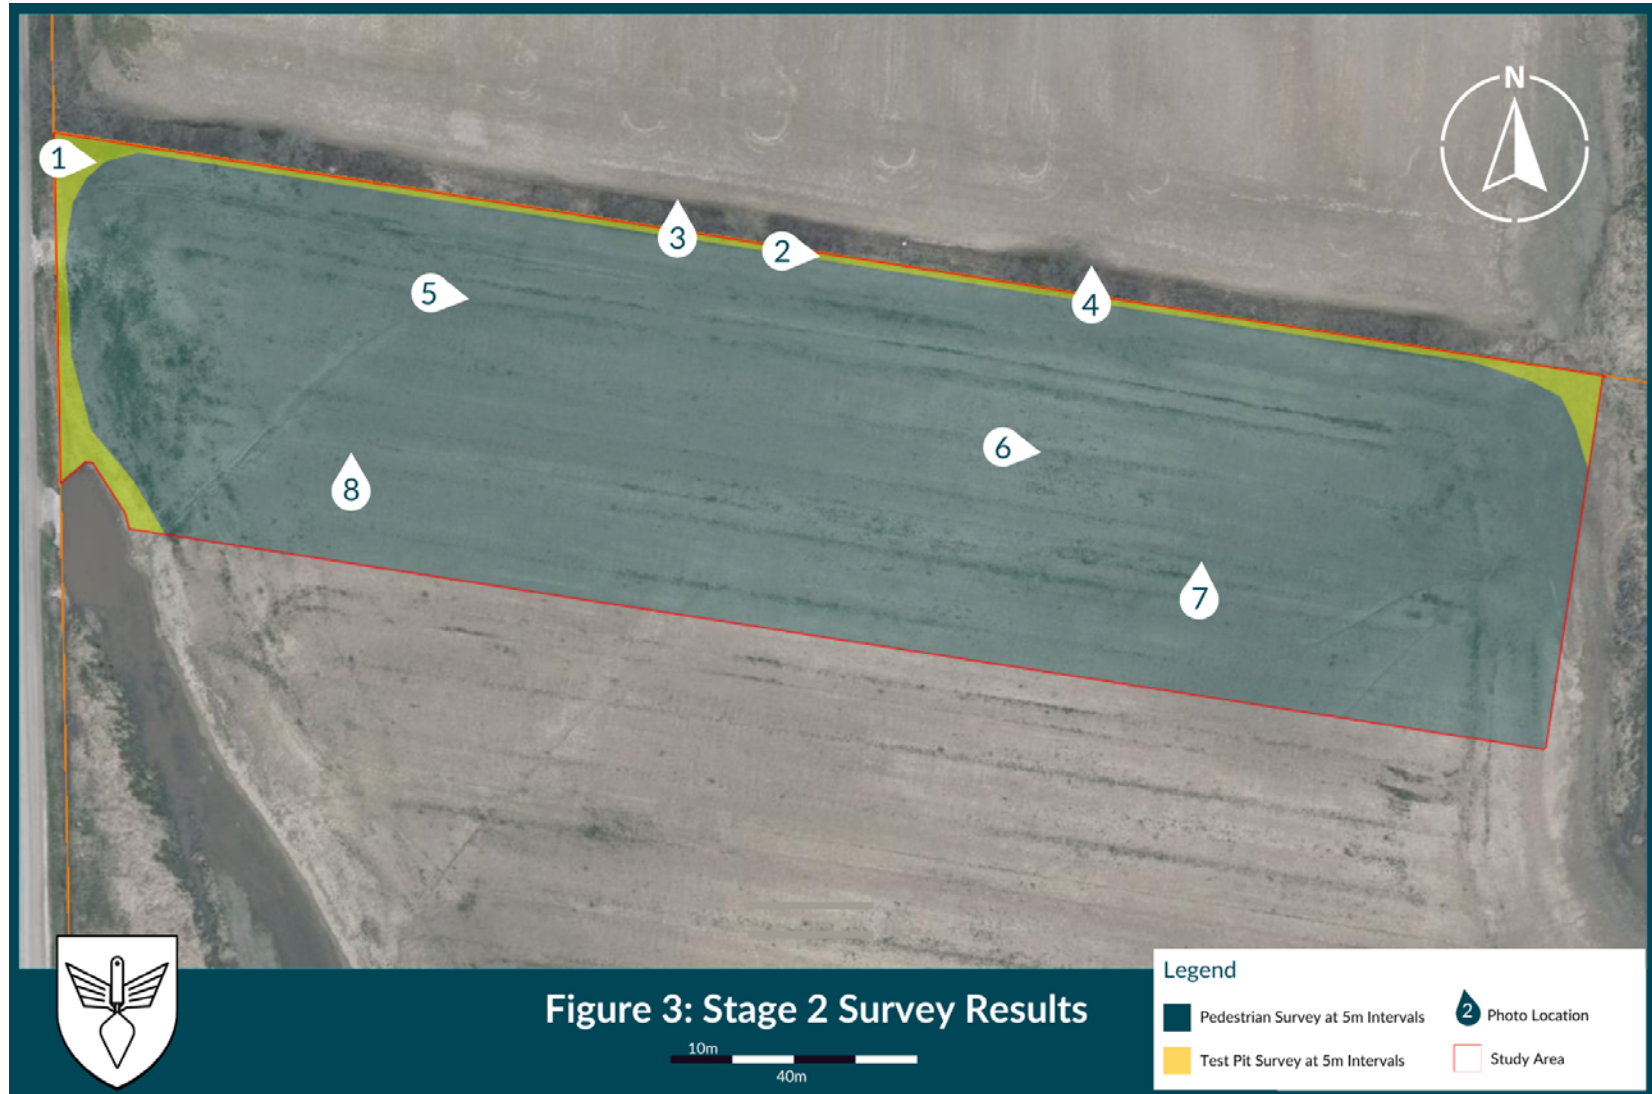 N
1
3
2
4
5
6
8
7
Legend
Pedestrian Survey at 5m Intervals
2 Photo Location
Test Pit Survey at 5m Intervals
Study Area
Figure 3: Stage 2 Survey Results
10m
40m